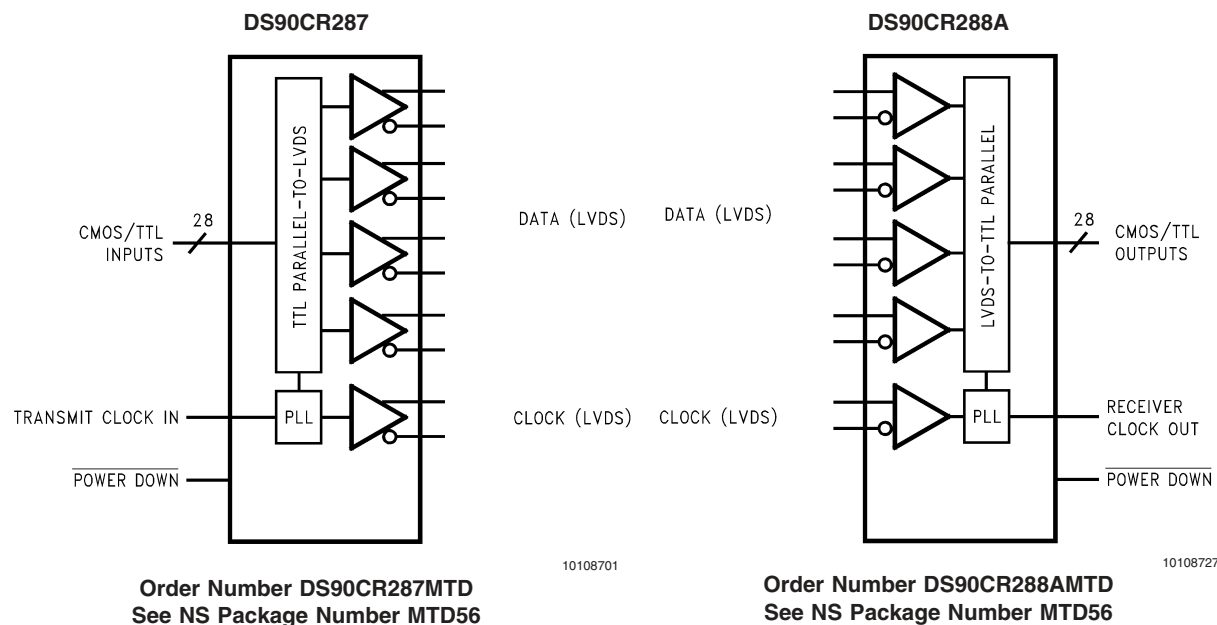 DS90CR287
TTL PARALLEL-TO-LVDS
28
CMOS/TTL
INPUTS
DATA (LVDS)
PLL
TRANSMIT CLOCK IN
CLOCK (LVDS)
POWER DOWN
10108701
Order Number DS90CR287MTD
See NS Package Number MTD56
DS90CR288A
LVDS-TO-TTL PARALLEL
DATA (LVDS)
28
CMOS/TTL
OUTPUTS
CLOCK (LVDS)
PLL
RECEIVER
CLOCK OUT
POWER DOWN
10108727
Order Number DS90CR288AMTD
See NS Package Number MTD56